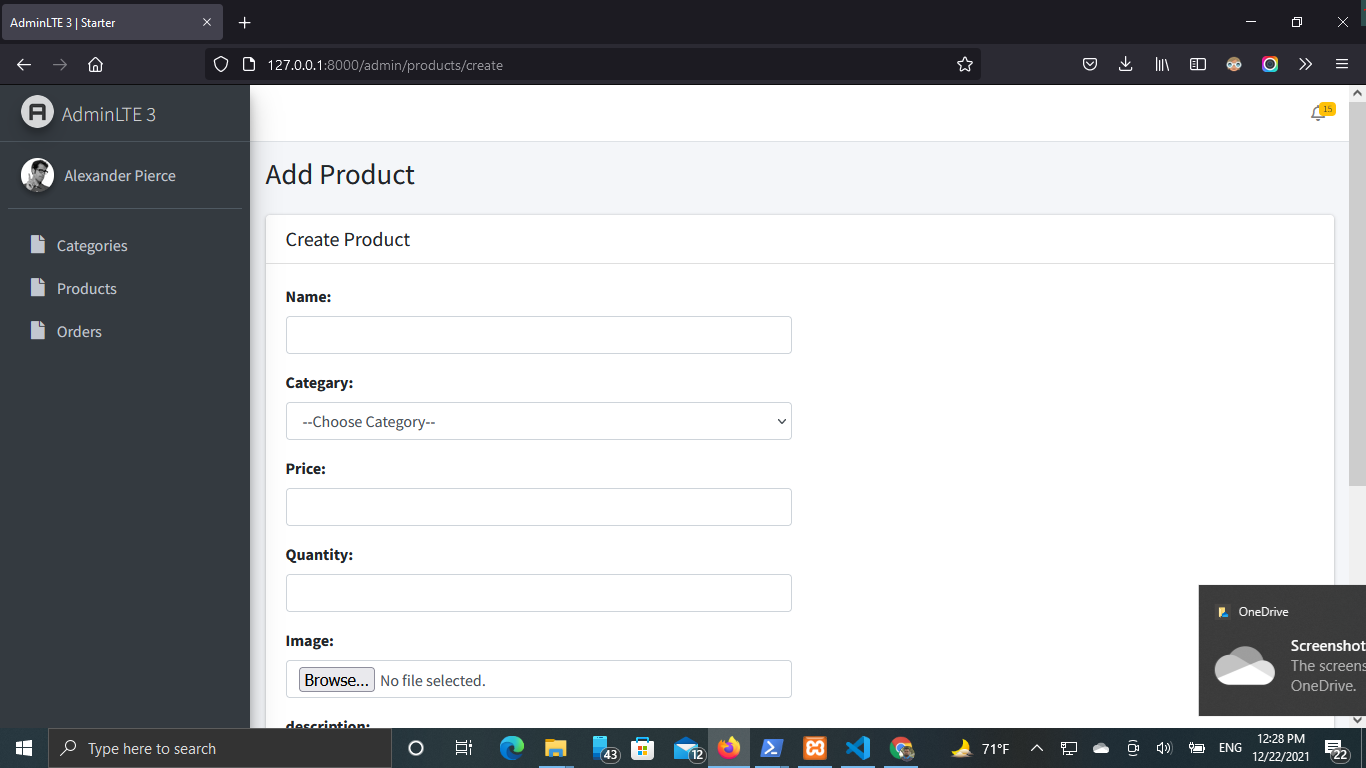 AdminLTE 3 | Starter
127.0.0.1:8000/admin/products/create
AdminLTE 3
15
Alexander Pierce
Categories
Products
Orders
Add Product
Create Product
Name:
Categary:
--Choose Category--
Price:
Quantity:
Image:
Browse... No file selected.
description:
OneDrive
Screenshot
The screens
OneDrive.
Type here to search
43
12
71°F
ENG
12:28 PM
12/22/2021
22